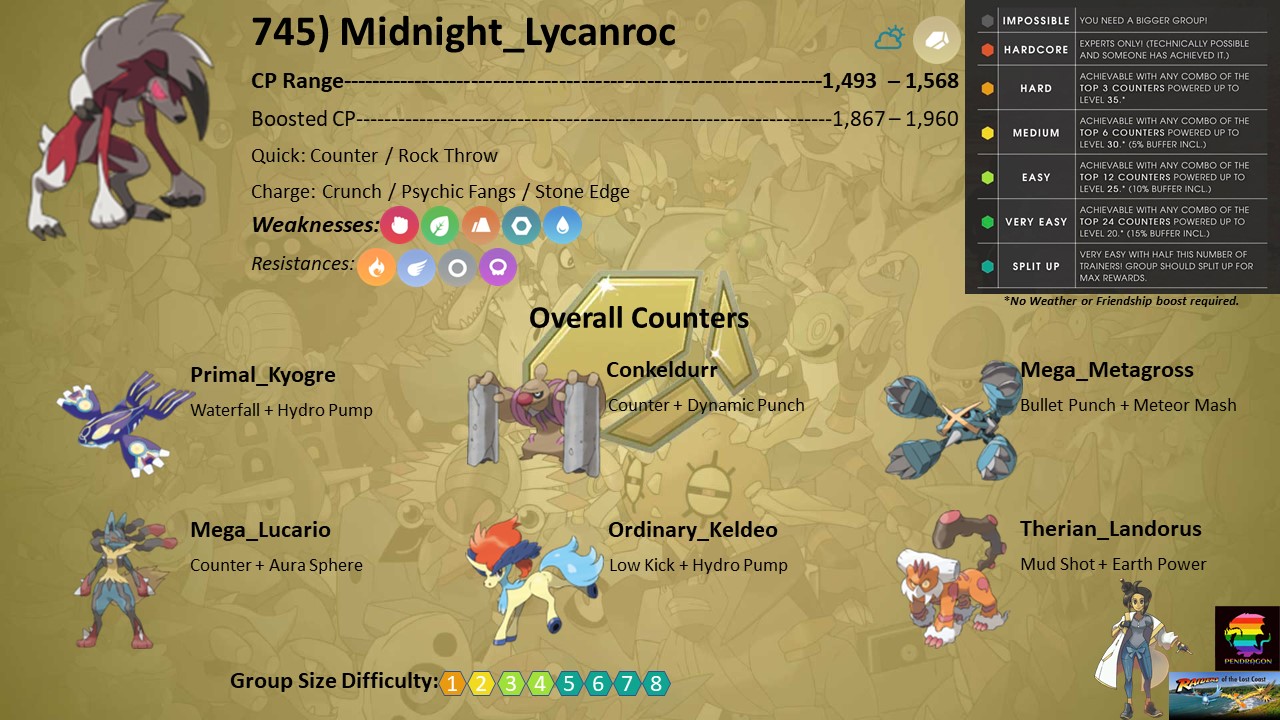 745) Midnight_Lycanroc
CP Range--------------------------------------------------------------------1,493 – 1,568
Boosted CP--------------------------------------------------------------------1,867 – 1,960
Quick: Counter / Rock Throw
Charge: Crunch / Psychic Fangs / Stone Edge
Weaknesses:
Resistances:
IMPOSSIBLE YOU NEED A BIGGER GROUP!
HARDCORE EXPERTS ONLY! (TECHNICALLY POSSIBLE
AND SOMEONE HAS ACHIEVED IT.)
HARD ACHIEVABLE WITH ANY COMBO OF THE
TOP 3 COUNTERS POWERED UP TO
LEVEL 35.*
MEDIUM ACHIEVABLE WITH ANY COMBO OF THE
TOP 6 COUNTERS POWERED UP TO
LEVEL 30.* (5% BUFFER INCL.)
EASY ACHIEVABLE WITH ANY COMBO OF THE
TOP 12 COUNTERS POWERED UP TO
LEVEL 25.* (10% BUFFER INCL.)
VERY EASY ACHIEVABLE WITH ANY COMBO OF THE
TOP 24 COUNTERS POWERED UP TO
LEVEL 20.* (15% BUFFER INCL.)
SPLIT UP VERY EASY WITH HALF THIS NUMBER OF
TRAINERS! GROUP SHOULD SPLIT UP FOR
MAX REWARDS.
*No Weather or Friendship boost required.
Overall Counters
Primal_Kyogre
Waterfall + Hydro Pump
Conkeldurr
Counter + Dynamic Punch
Mega_Metagross
Bullet Punch + Meteor Mash
Mega_Lucario
Counter + Aura Sphere
Ordinary_Keldeo
Low Kick + Hydro Pump
Therian_Landorus
Mud Shot + Earth Power
Group Size Difficulty: 1 2 3 4 5 6 7 8
PENDRAGON
RAIDERS of the Lost Coast